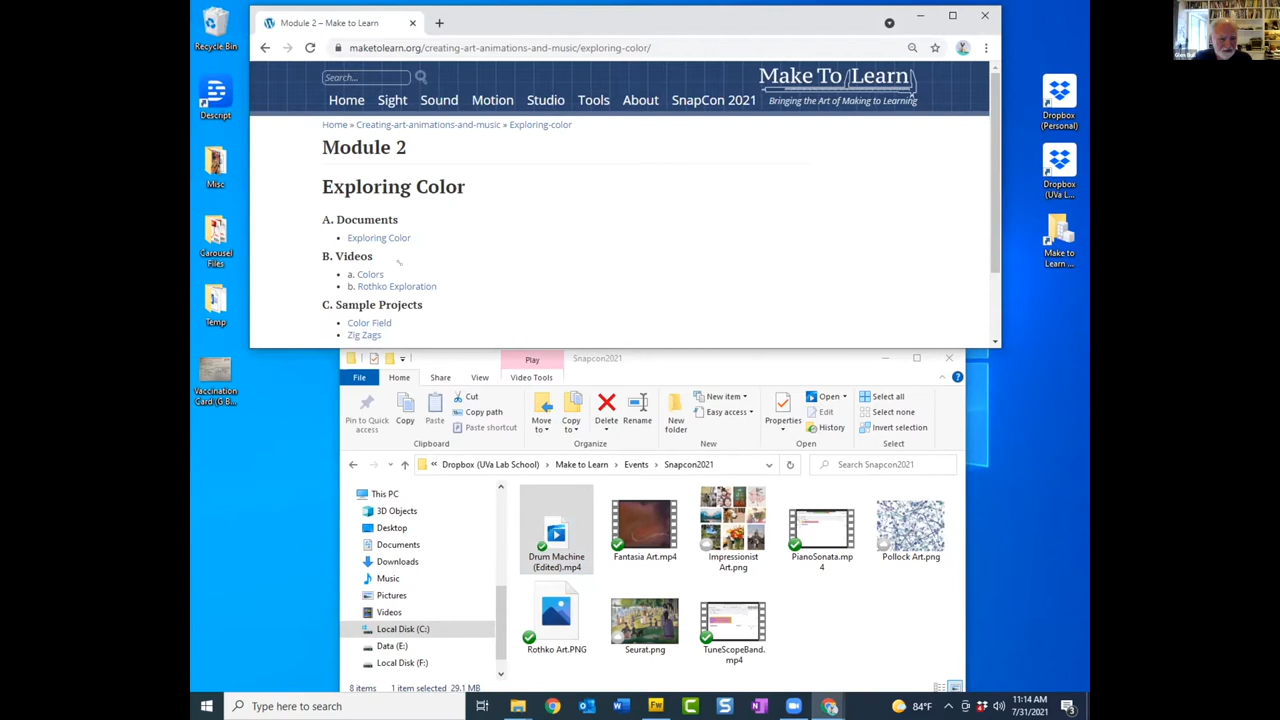 Recycle Bin
Descript
Misc
Carousel Files
Temp
Vaccination Card (G B...
Module 2 – Make to Learn
maketolearn.org/creating-art-animations-and-music/exploring-color/
Search...
Make To Learn
Bringing the Art of Making to Learning
Home Sight Sound Motion Studio Tools About SnapCon 2021
Home » Creating-art-animations-and-music » Exploring-color
Module 2
Exploring Color
A. Documents
• Exploring Color
B. Videos
• a. Colors
• b. Rothko Exploration
C. Sample Projects
• Color Field
• Zig Zags
Play Snapcon2021
File Home Share View Video Tools
Pin to Quick access
Copy
Paste
Cut
Copy path
Paste shortcut
Clipboard
Move to
Copy to
Delete
Rename
Organize
New folder
New item
Easy access
New
Properties
Open
Edit
History
Open
Select all
Select none
Invert selection
Select
« Dropbox (UVa Lab School) › Make to Learn › Events › Snapcon2021
Search Snapcon2021
This PC
3D Objects
Desktop
Documents
Downloads
Music
Pictures
Videos
Local Disk (C:)
Data (E:)
Local Disk (F:)
Drum Machine (Edited).mp4
Fantasia Art.mp4
Impressionist Art.png
PianoSonata.mp4
Pollock Art.png
Rothko Art.PNG
Seurat.png
TuneScopeBand.mp4
8 items 1 item selected 29.1 MB
Dropbox (Personal)
Dropbox (UVa L...
Make to Learn ...
Glen Bull
Type here to search
84°F
11:14 AM
7/31/2021
3